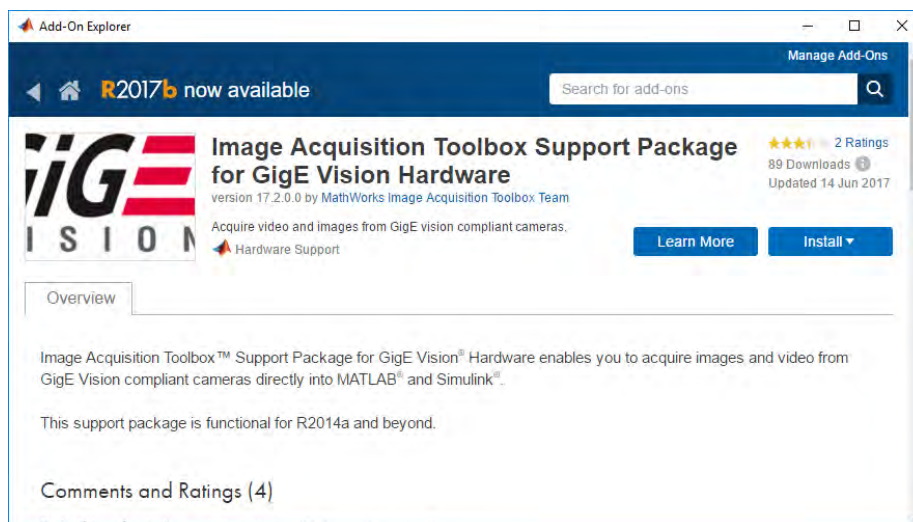 Add-On Explorer
Manage Add-Ons
R2017b now available
Search for add-ons
iGE
ISION
Image Acquisition Toolbox Support Package
for GigE Vision Hardware
version 17.2.0.0 by MathWorks Image Acquisition Toolbox Team
Acquire video and images from GigE vision compliant cameras.
Hardware Support
2 Ratings
89 Downloads
Updated 14 Jun 2017
Learn More
Install
Overview
Image Acquisition Toolbox™ Support Package for GigE Vision® Hardware enables you to acquire images and video from
GigE Vision compliant cameras directly into MATLAB® and Simulink®.
This support package is functional for R2014a and beyond.
Comments and Ratings (4)